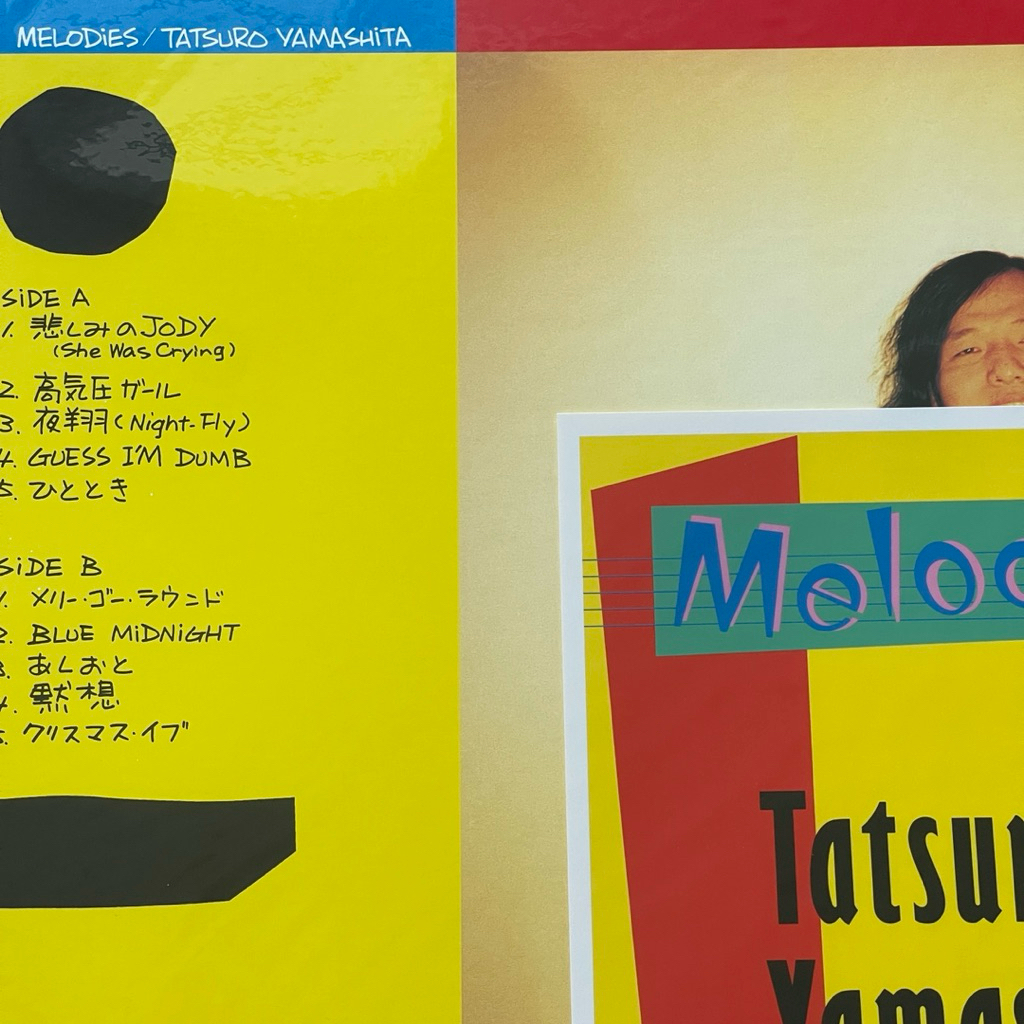 MELODiES / TATSURO YAMASHiTA
SiDE A
1. 悲しみのJODY
(She Was Crying)
2. 高気圧ガール
3. 夜翔 (Night-Fly)
4. GUESS I'M DUMB
5. ひととき
SiDE B
1. メリー・ゴー・ラウンド
2. BLUE MiDNiGHT
3. あしおと
4. 黙想
5. クリスマス・イブ
Meloo
Tatsur
Yamas